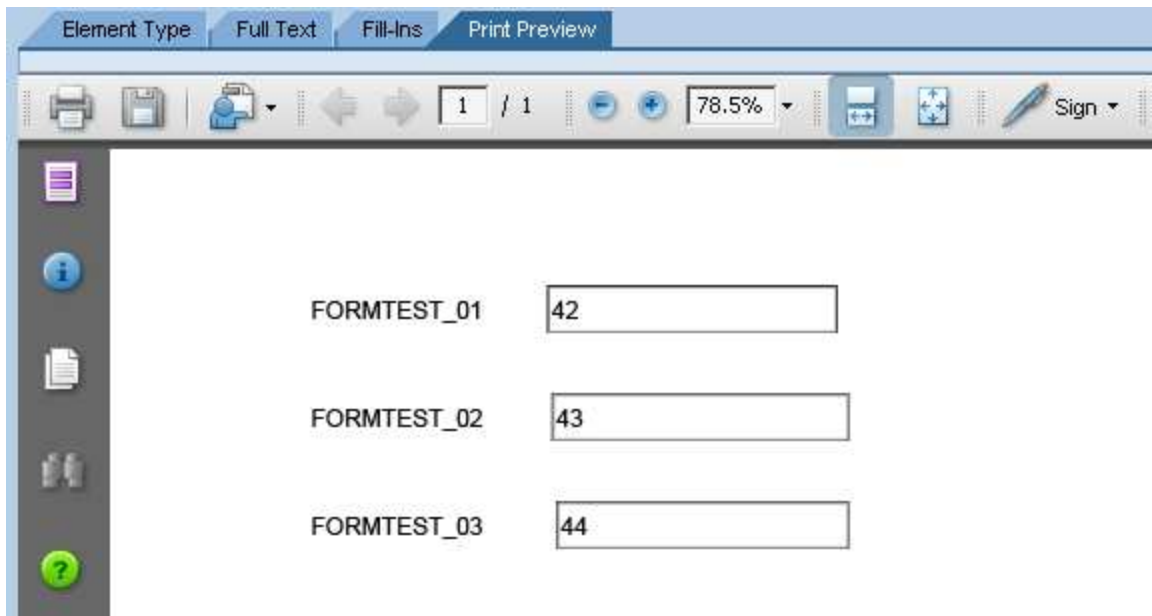 Element Type Full Text Fill-Ins Print Preview
1 / 1 78.5% Sign
FORMTEST_01 42
FORMTEST_02 43
FORMTEST_03 44